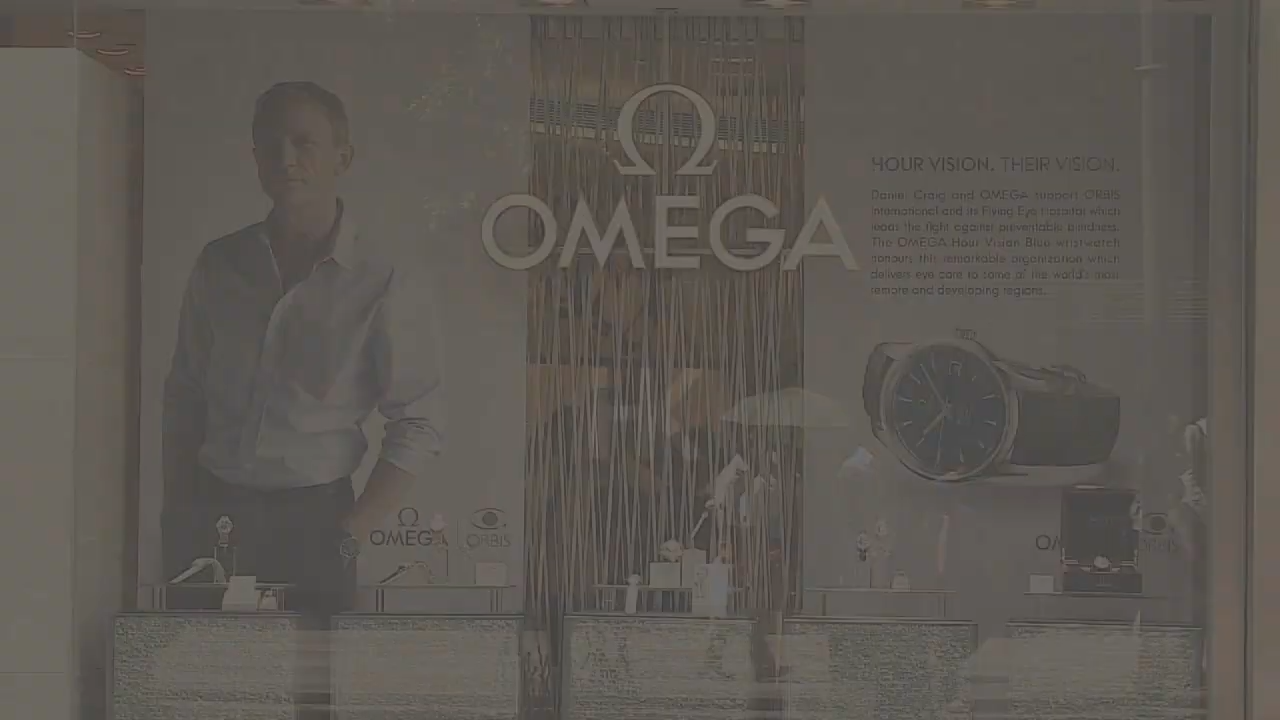 Ω
OMEGA
HOUR VISION. THEIR VISION.
Daniel Craig and OMEGA support ORBIS
International and its Flying Eye Hospital which
leads the fight against preventable blindness.
The OMEGA Hour Vision Blue wristwatch
honours this remarkable organization which
delivers eye care to some of the world's most
remote and developing regions.
Ω
OMEGA
ORBIS
OM
RBIS